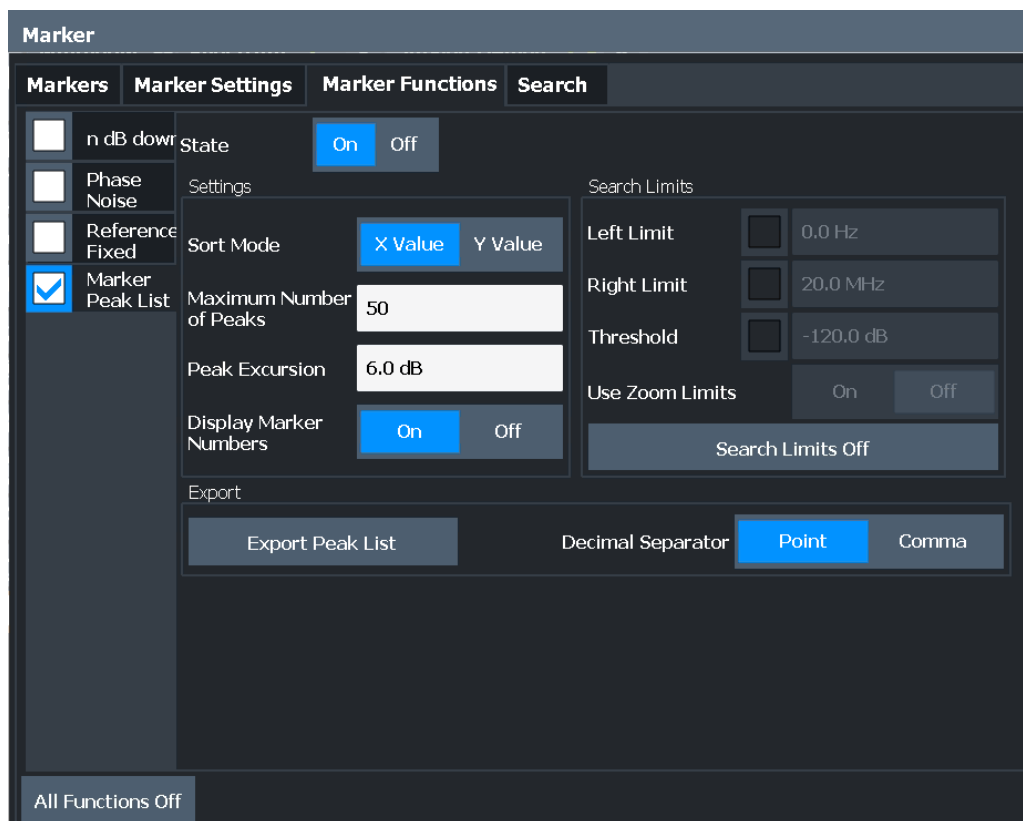 Marker
Markers
Marker Settings
Marker Functions
Search
n dB down
Phase
Noise
Reference
Fixed
Marker
Peak List
State
On
Off
Settings
Sort Mode
X Value
Y Value
Maximum Number
of Peaks
50
Peak Excursion
6.0 dB
Display Marker
Numbers
On
Off
Search Limits
Left Limit
0.0 Hz
Right Limit
20.0 MHz
Threshold
-120.0 dB
Use Zoom Limits
On
Off
Search Limits Off
Export
Export Peak List
Decimal Separator
Point
Comma
All Functions Off